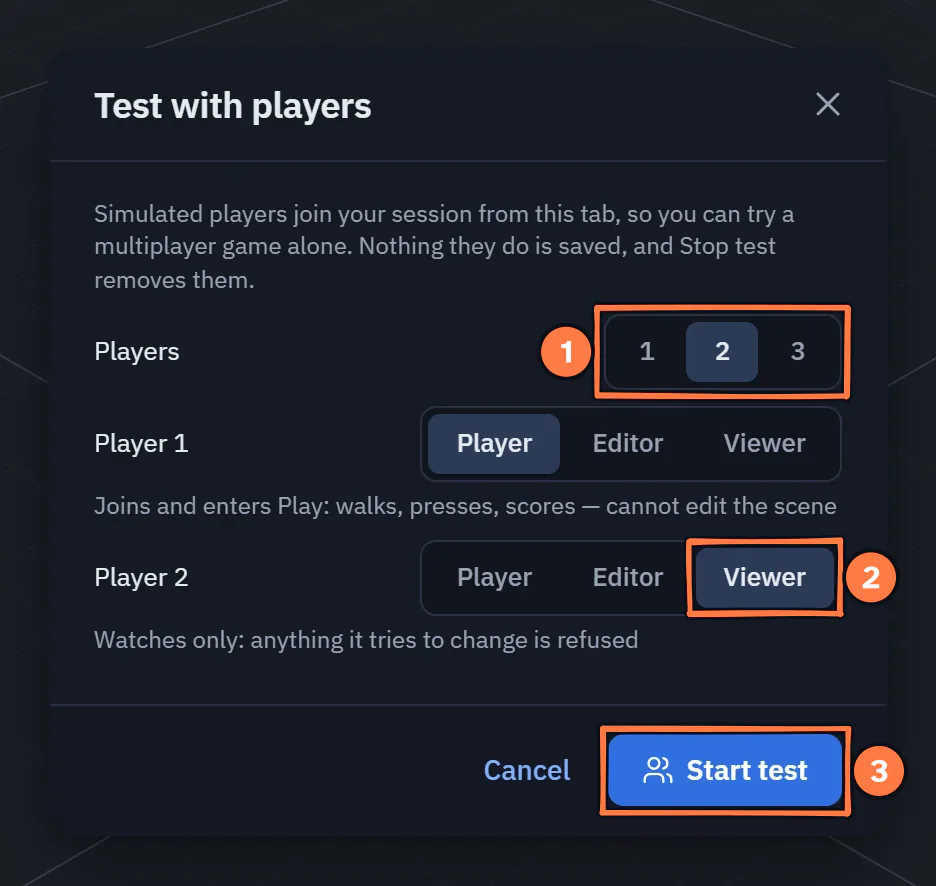 Test with players
Simulated players join your session from this tab, so you can try a
multiplayer game alone. Nothing they do is saved, and Stop test
removes them.
Players 1 1 2 3
Player 1 Player Editor Viewer
Joins and enters Play: walks, presses, scores — cannot edit the scene
Player 2 Player Editor Viewer 2
Watches only: anything it tries to change is refused
Cancel Start test 3